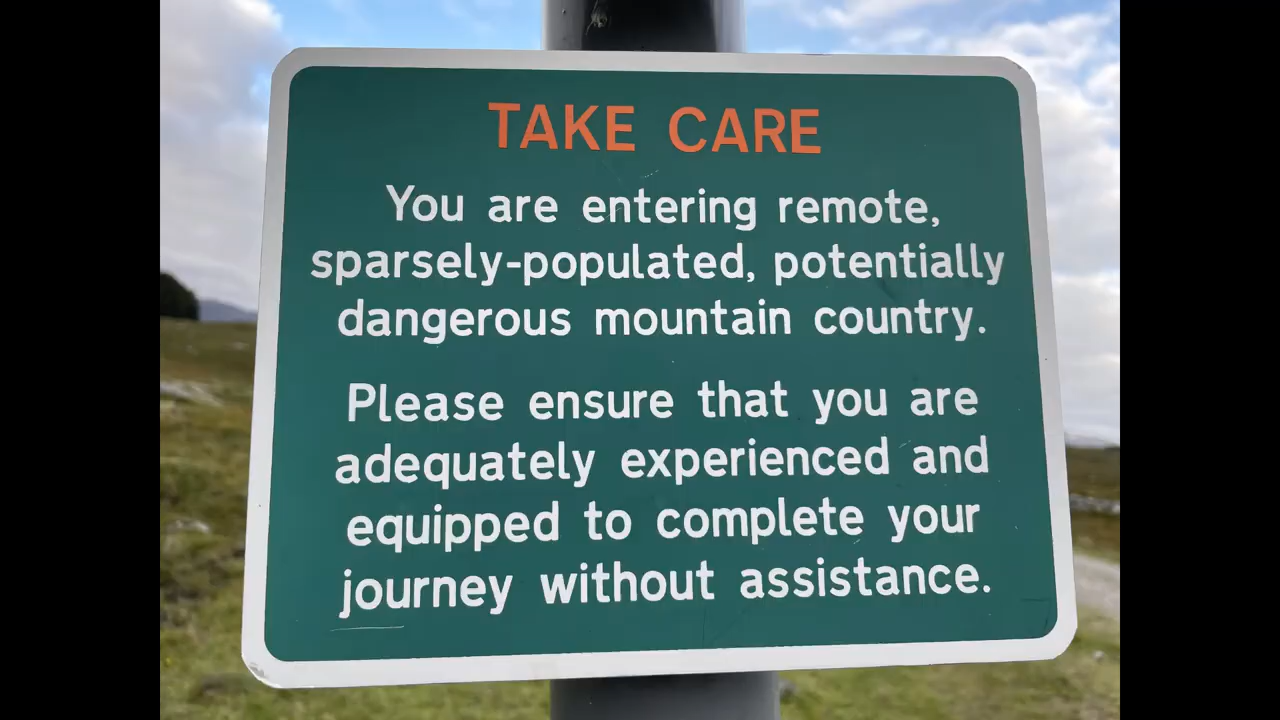 TAKE CARE
You are entering remote,
sparsely-populated, potentially
dangerous mountain country.
Please ensure that you are
adequately experienced and
equipped to complete your
journey without assistance.